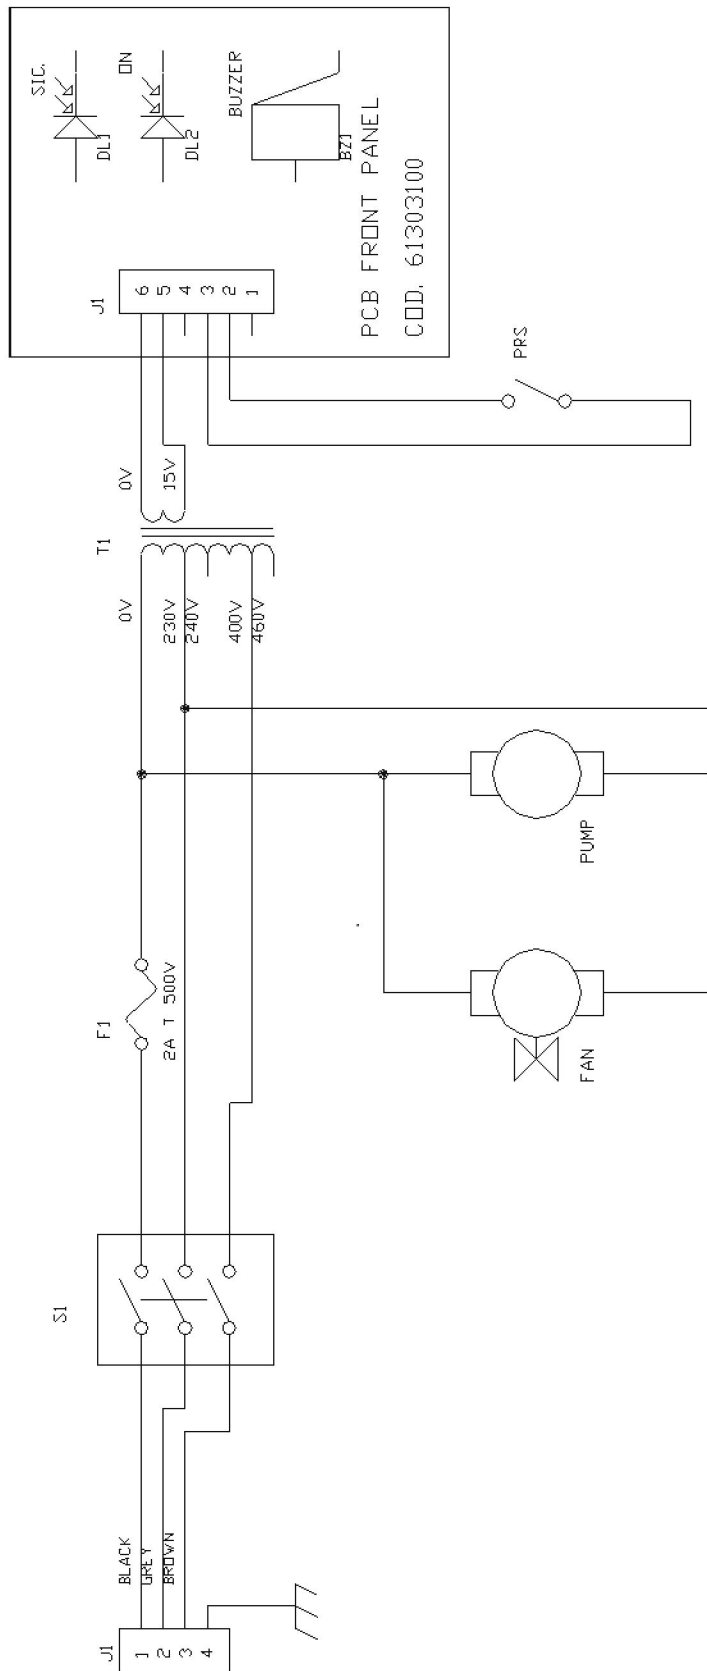 SIC.
DL1
ON
DL2
BUZZER
BZ1
PCB FRONT PANEL
COD. 61303100
J1
6
5
4
3
2
1
PRS
0V
15V
T1
0V
230V
240V
400V
460V
PUMP
F1
2A T 500V
FAN
S1
BLACK
GREY
BROWN
J1
1
2
3
4